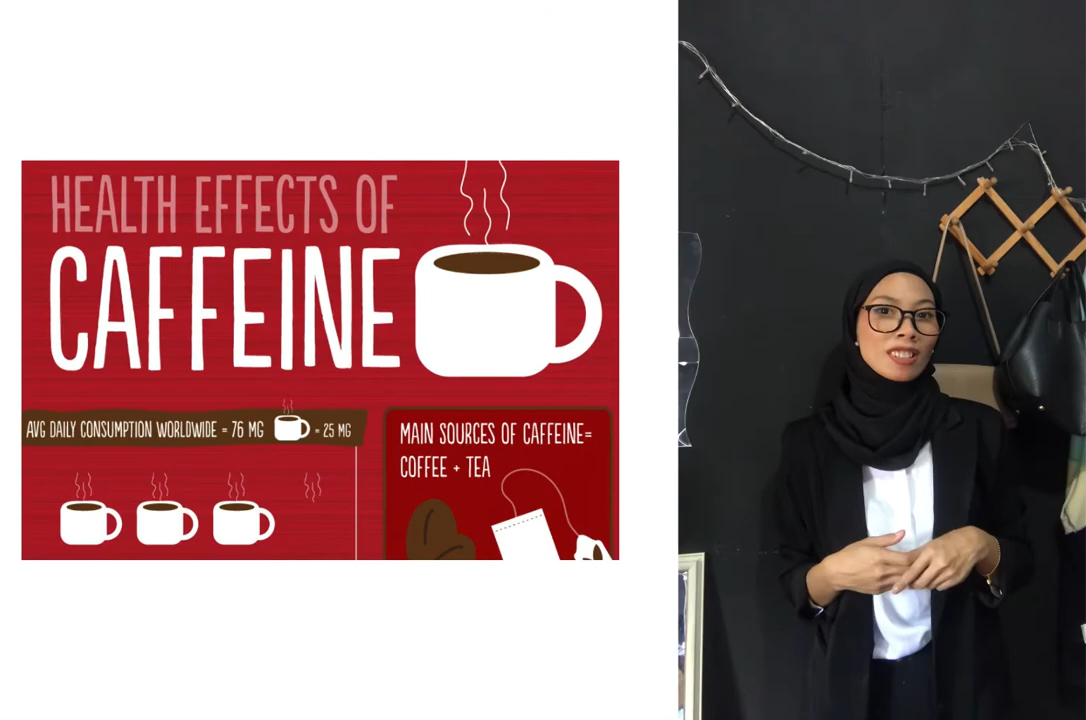 HEALTH EFFECTS OF
CAFFEINE
AVG DAILY CONSUMPTION WORLDWIDE = 76 MG = 25 MG
MAIN SOURCES OF CAFFEINE=
COFFEE + TEA